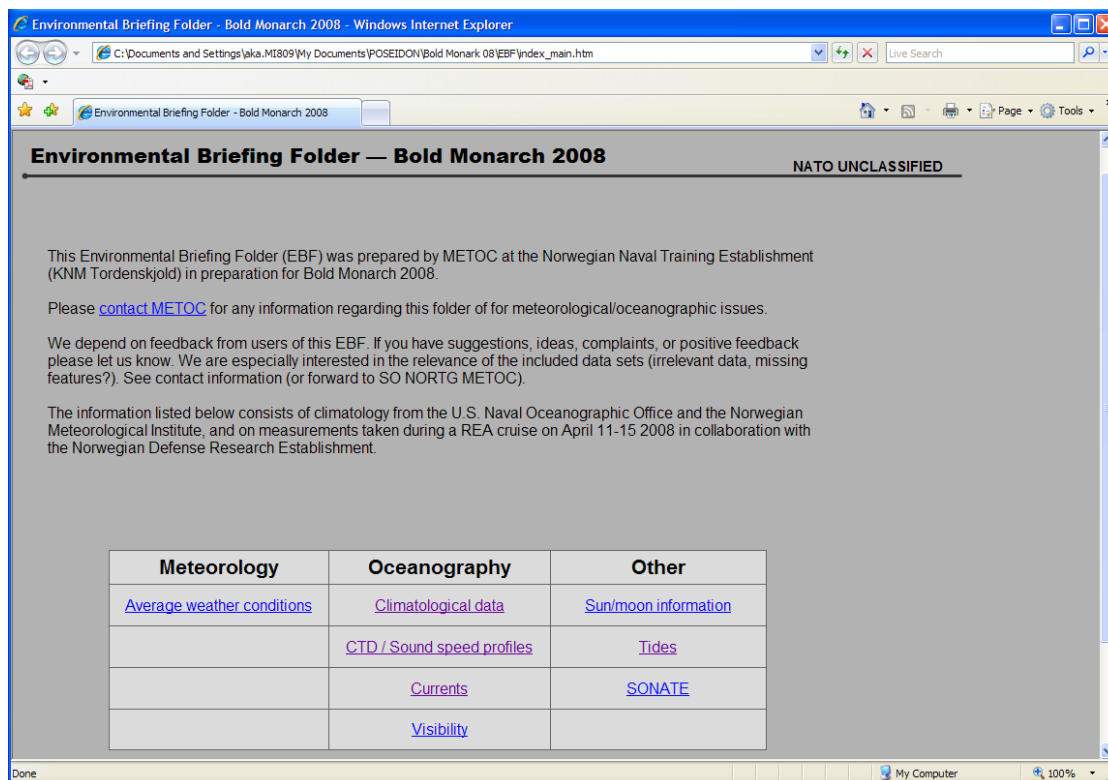 Environmental Briefing Folder - Bold Monarch 2008 - Windows Internet Explorer
C:\Documents and Settings\aka.MI809\My Documents\POSEIDON\Bold Monark 08\EBF\index_main.htm
Live Search
Environmental Briefing Folder - Bold Monarch 2008
Page
Tools
Environmental Briefing Folder — Bold Monarch 2008
NATO UNCLASSIFIED
This Environmental Briefing Folder (EBF) was prepared by METOC at the Norwegian Naval Training Establishment
(KNM Tordenskjold) in preparation for Bold Monarch 2008.
Please contact METOC for any information regarding this folder of for meteorological/oceanographic issues.
We depend on feedback from users of this EBF. If you have suggestions, ideas, complaints, or positive feedback
please let us know. We are especially interested in the relevance of the included data sets (irrelevant data, missing
features?). See contact information (or forward to SO NORTG METOC).
The information listed below consists of climatology from the U.S. Naval Oceanographic Office and the Norwegian
Meteorological Institute, and on measurements taken during a REA cruise on April 11-15 2008 in collaboration with
the Norwegian Defense Research Establishment.
Meteorology Oceanography Other
Average weather conditions Climatological data Sun/moon information
CTD / Sound speed profiles Tides
Currents SONATE
Visibility
Done
My Computer
100%